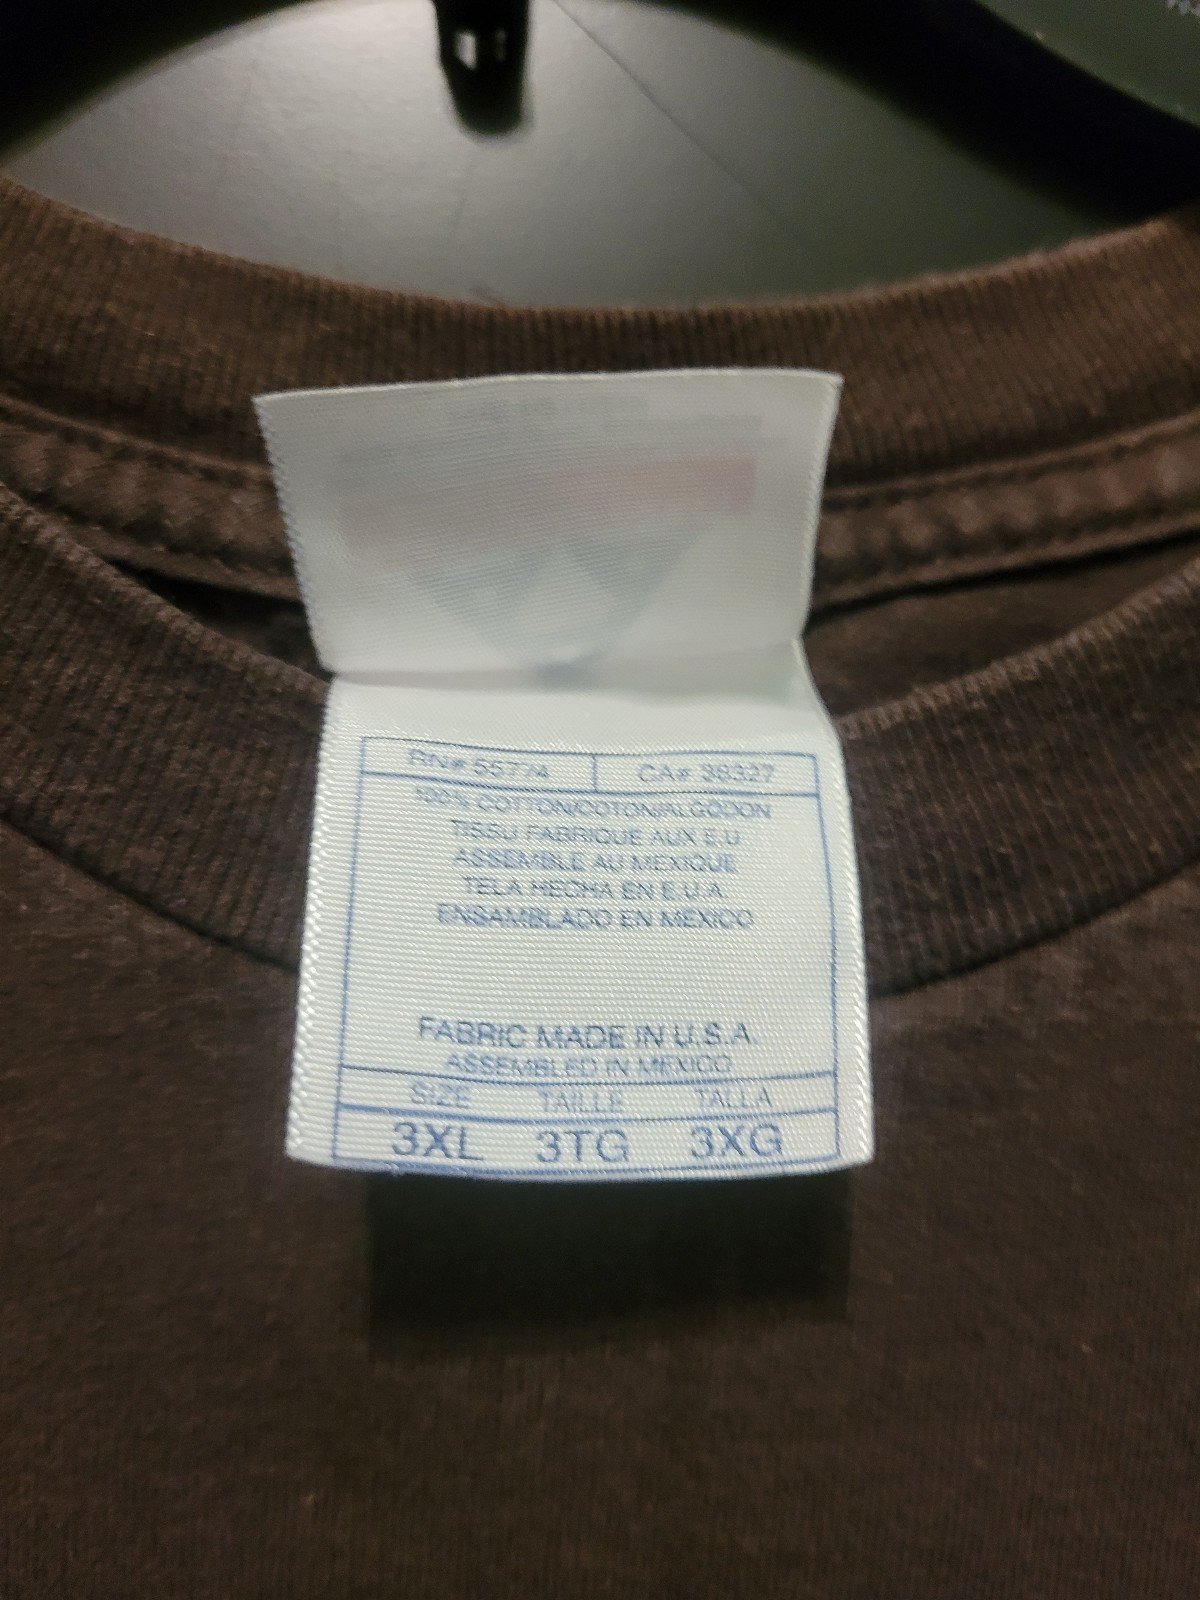 RN# 55774 CA# 38327
100% COTTON/COTON/ALGODON
TISSU FABRIQUE AUX E.U
ASSEMBLE AU MEXIQUE
TELA HECHA EN E.U.A.
ENSAMBLADO EN MEXICO
FABRIC MADE IN U.S.A.
ASSEMBLED IN MEXICO
SIZE TAILLE TALLA
3XL 3TG 3XG